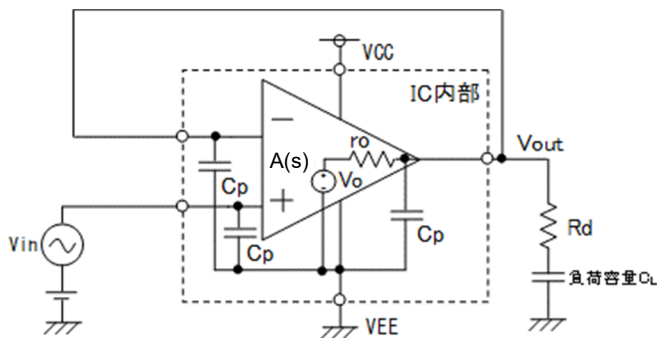 VCC
IC内部
ro
Vout
A(s)
Vo
Cp
Cp
Cp
Vin
Rd
負荷容量CL
VEE